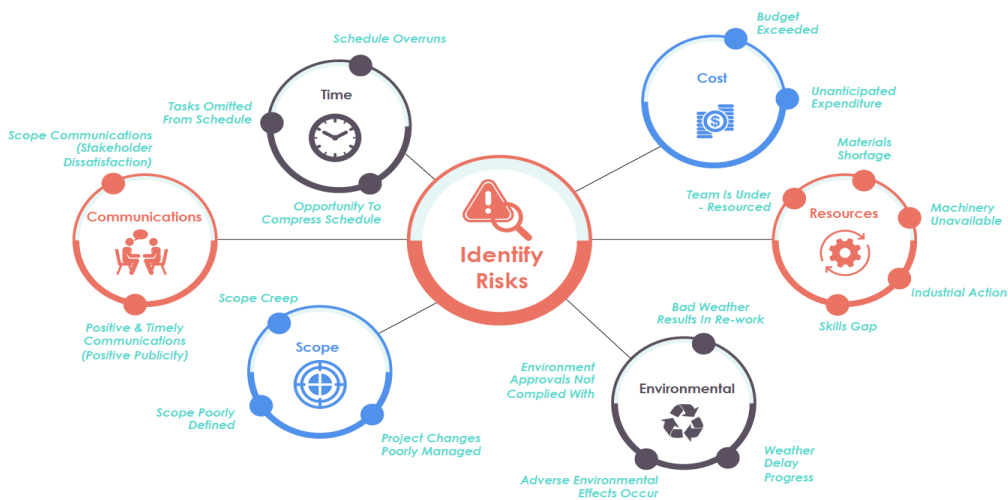 Schedule Overruns
Time
Tasks Omitted
From Schedule
Opportunity To
Compress Schedule
Budget
Exceeded
Cost
Unanticipated
Expenditure
$
Scope Communications
(Stakeholder
Dissatisfaction)
Communications
Positive & Timely
Communications
(Positive Publicity)
Identify
Risks
Materials
Shortage
Team Is Under
- Resourced
Resources
Machinery
Unavailable
Industrial Action
Skills Gap
Scope Creep
Scope
Scope Poorly
Defined
Project Changes
Poorly Managed
Bad Weather
Results In Re-work
Environment
Approvals Not
Complied With
Environmental
Adverse Environmental
Effects Occur
Weather
Delay
Progress